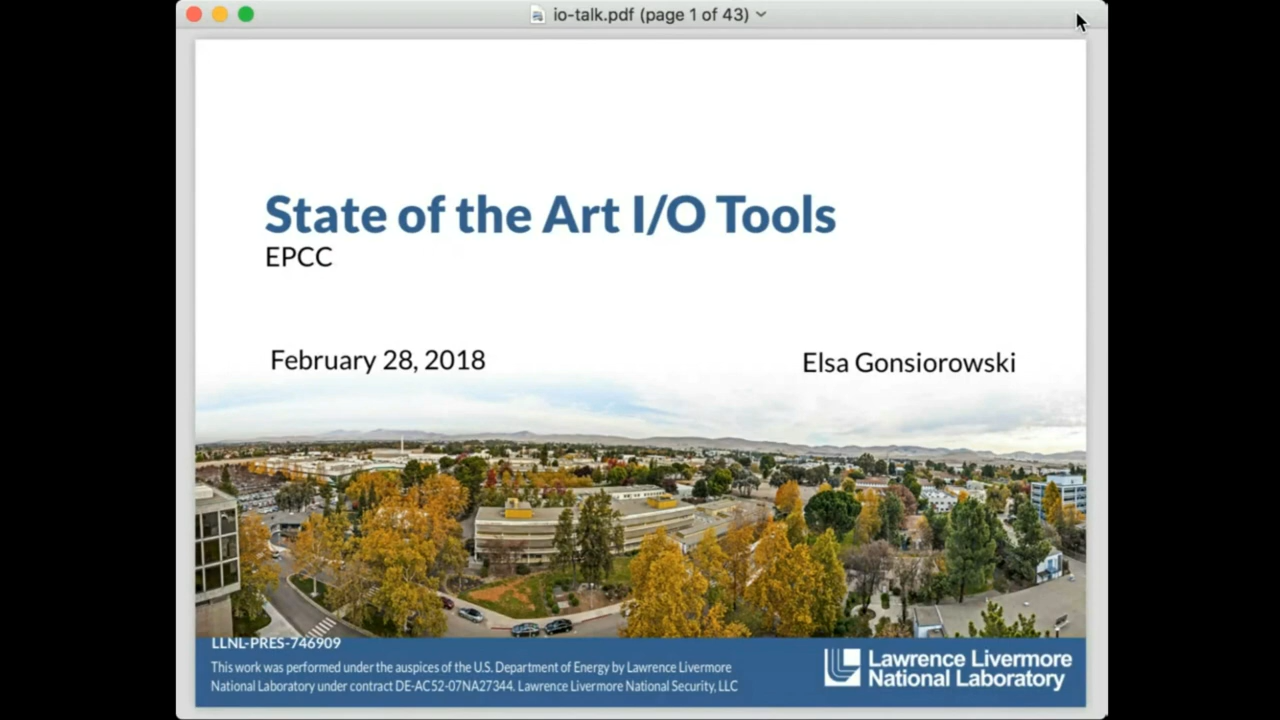 io-talk.pdf (page 1 of 43)
State of the Art I/O Tools
EPCC
February 28, 2018
Elsa Gonsiorowski
LLNL-PRES-746909
This work was performed under the auspices of the U.S. Department of Energy by Lawrence Livermore
National Laboratory under contract DE-AC52-07NA27344. Lawrence Livermore National Security, LLC
Lawrence Livermore
National Laboratory